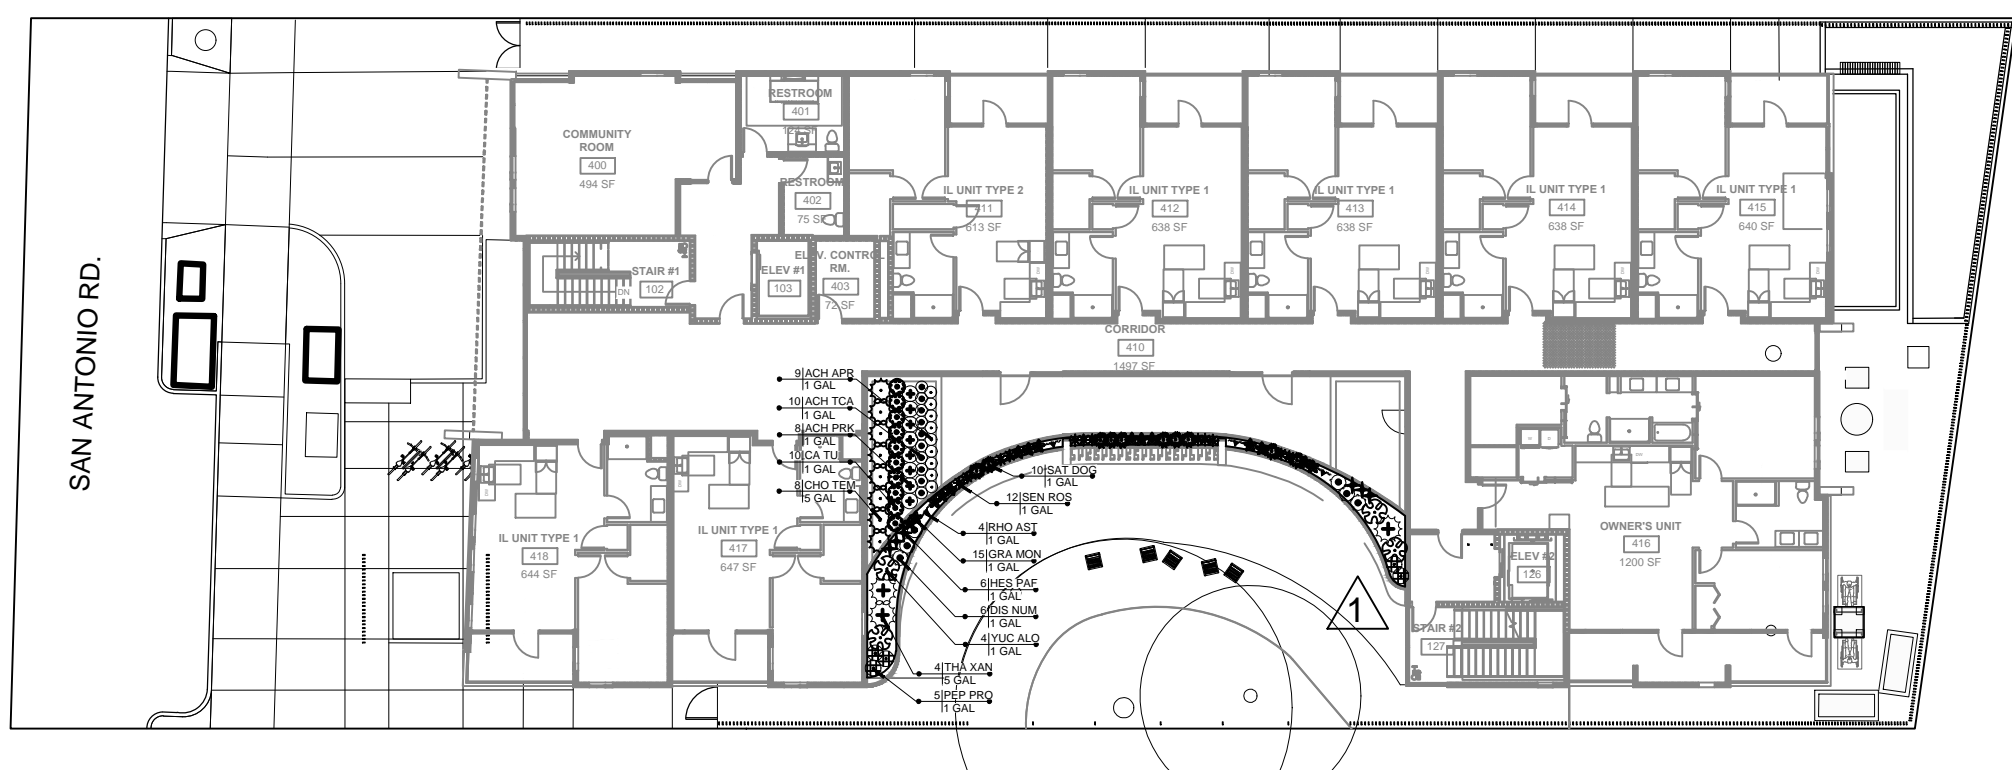 SAN ANTONIO RD.
COMMUNITY
ROOM
400
494 SF
RESTROOM
401
124 SF
RESTROOM
402
75 SF
STAIR #1
102
DN
ELEV #1
103
ELEV. CONTROL
RM.
403
72 SF
IL UNIT TYPE 2
411
613 SF
IL UNIT TYPE 1
412
638 SF
IL UNIT TYPE 1
413
638 SF
IL UNIT TYPE 1
414
638 SF
IL UNIT TYPE 1
415
640 SF
CORRIDOR
410
1497 SF
9 ACH APR
1 GAL
10 ACH TCA
1 GAL
8 ACH PRK
1 GAL
10 CA TU
1 GAL
8 CHO TEM
5 GAL
10 SAT DOG
1 GAL
12 SEN ROS
1 GAL
4 RHO AST
1 GAL
15 GRA MON
1 GAL
6 HES PAF
1 GAL
6 DIS NUM
1 GAL
4 YUC ALO
1 GAL
4 THA XAN
5 GAL
5 PEP PRO
1 GAL
IL UNIT TYPE 1
418
644 SF
IL UNIT TYPE 1
417
647 SF
1
OWNER'S UNIT
416
1200 SF
ELEV #2
126
STAIR #2
127